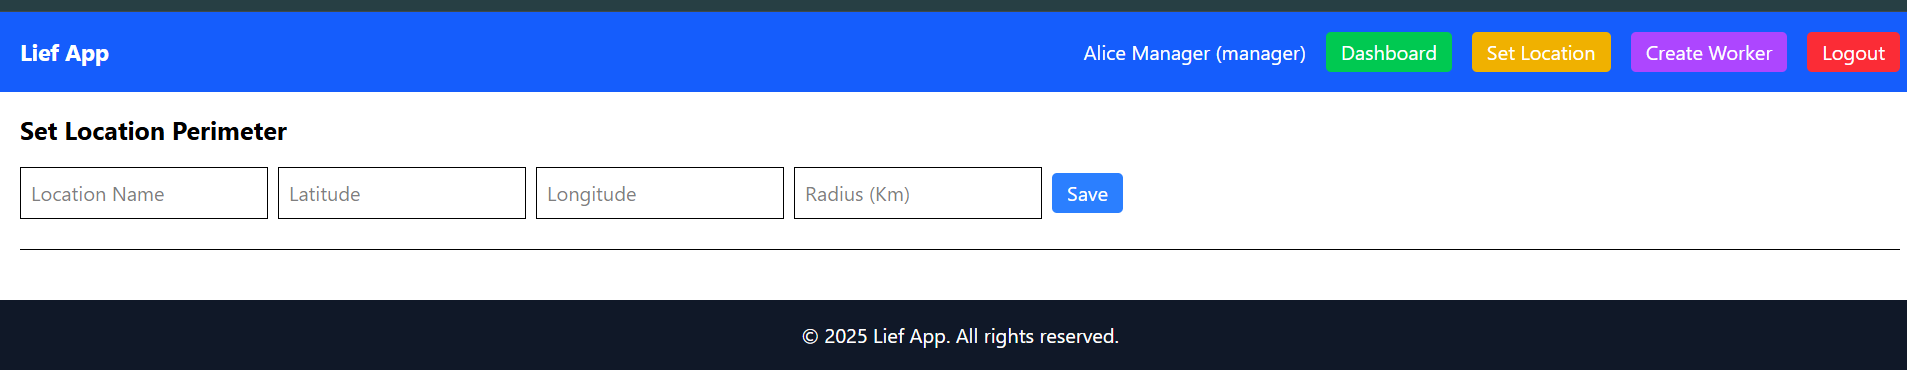 Lief App
Alice Manager (manager) Dashboard Set Location Create Worker Logout
Set Location Perimeter
Location Name Latitude Longitude Radius (Km) Save
© 2025 Lief App. All rights reserved.